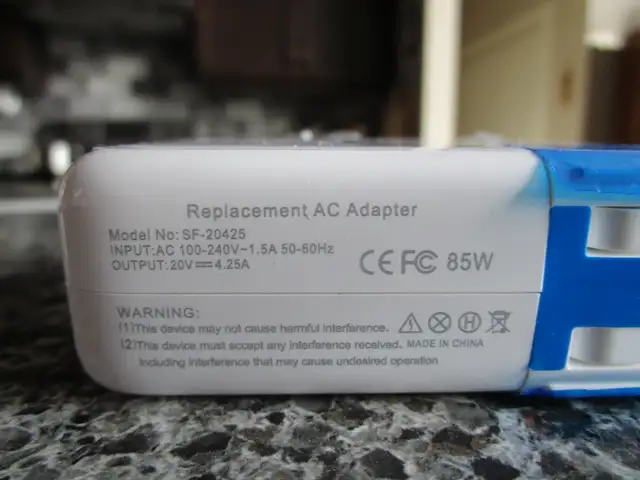 Replacement AC Adapter
Model No: SF-20425
INPUT:AC 100-240V~1.5A 50-60Hz
OUTPUT:20V⎓4.25A
CE FC 85W
WARNING:
(1)This device may not cause harmful interference.
(2)This device must accept any interference received. MADE IN CHINA
including interference that may cause undesired operation